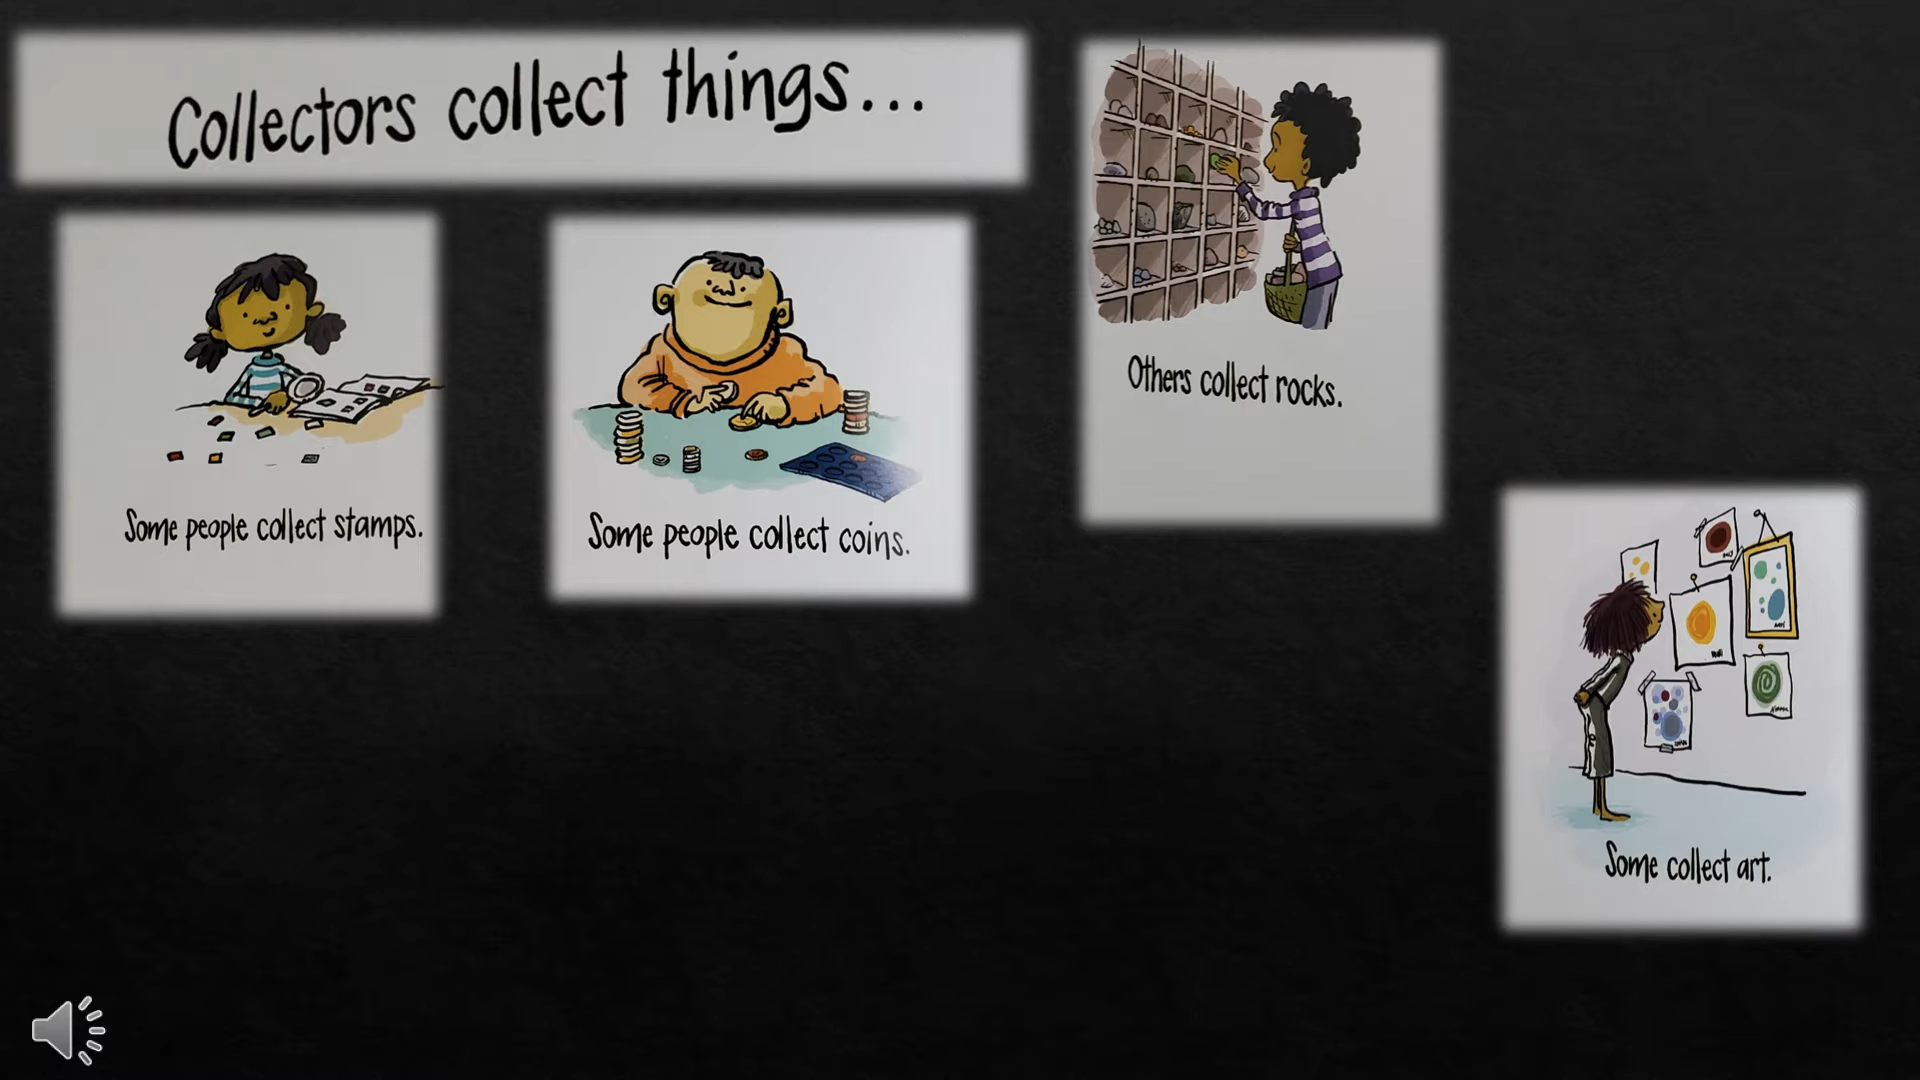 Collectors collect things...
Some people collect stamps.
Some people collect coins.
Others collect rocks.
Some collect art.